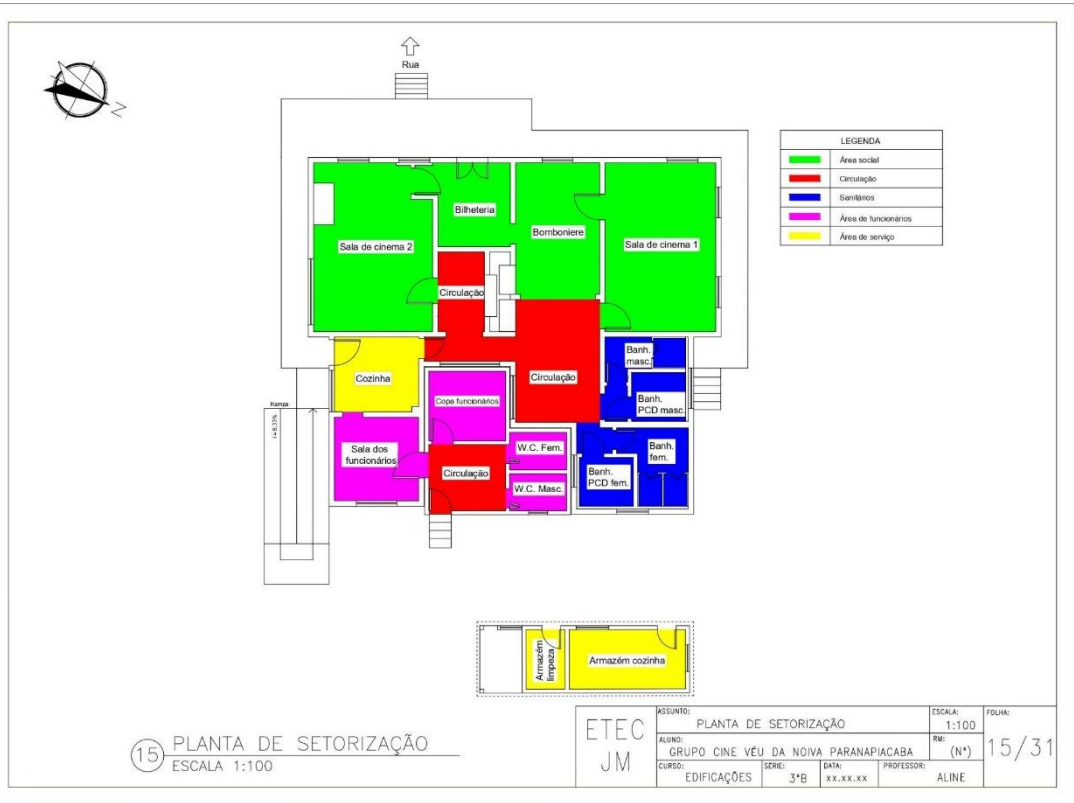 Rua
N
LEGENDA
Área social
Circulação
Sanitários
Área de funcionários
Área de serviço
Bilheteria
Bomboniere
Sala de cinema 2
Sala de cinema 1
Circulação
Banh.
masc.
Cozinha
Circulação
Banh.
PCD masc.
Copa funcionários
Rampa
i=8,33%
Sala dos
funcionários
W.C. Fem.
Banh.
fem.
Circulação
Banh.
PCD fem.
W.C. Masc.
Armazém
limpeza
Armazém cozinha
15
PLANTA DE SETORIZAÇÃO
ESCALA 1:100
ETEC
JM
ASSUNTO:
PLANTA DE SETORIZAÇÃO
ESCALA:
1:100
FOLHA:
15/31
ALUNO:
GRUPO CINE VÉU DA NOIVA PARANAPIACABA
RM:
(N°)
CURSO:
EDIFICAÇÕES
SÉRIE:
3°B
DATA:
xx.xx.xx
PROFESSOR:
ALINE